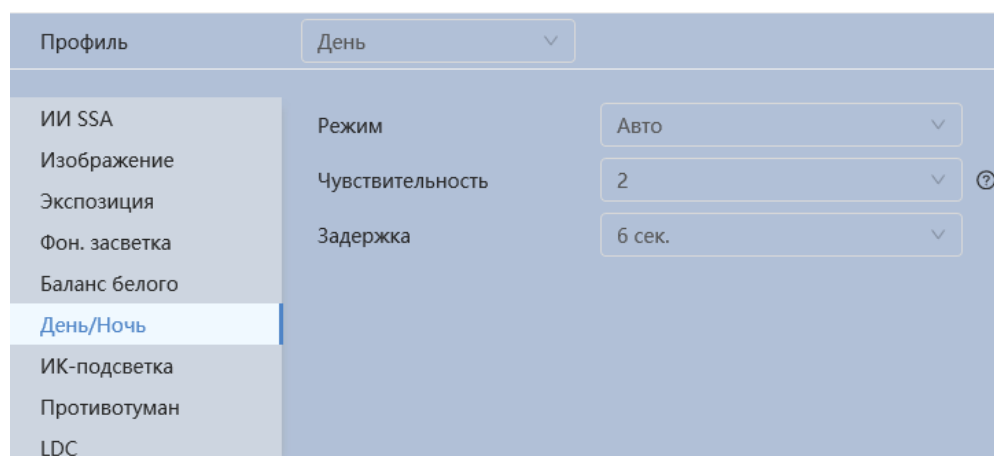 Профиль День
ИИ SSA
Изображение
Экспозиция
Фон. засветка
Баланс белого
День/Ночь
ИК-подсветка
Противотуман
LDC
Режим Авто
Чувствительность 2 ?
Задержка 6 сек.